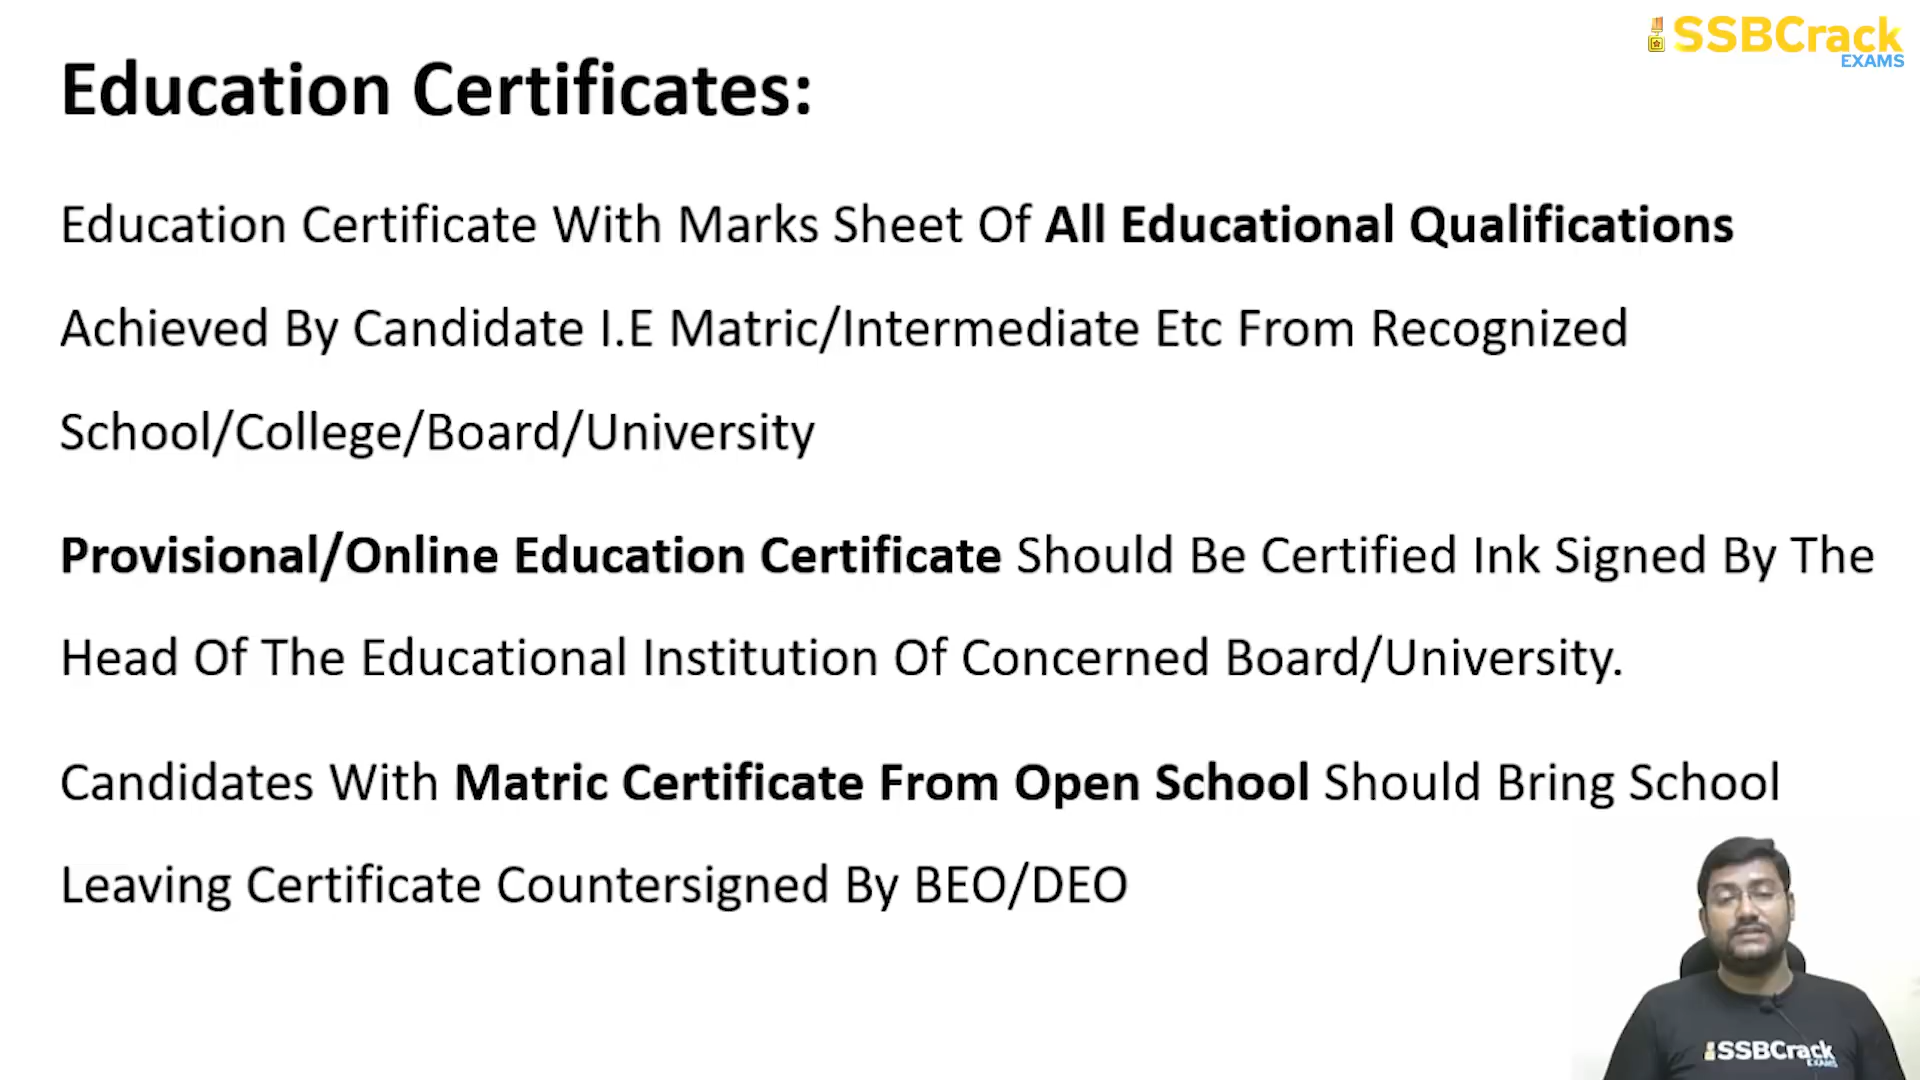 SSBCrack
EXAMS
Education Certificates:
Education Certificate With Marks Sheet Of All Educational Qualifications
Achieved By Candidate I.E Matric/Intermediate Etc From Recognized
School/College/Board/University
Provisional/Online Education Certificate Should Be Certified Ink Signed By The
Head Of The Educational Institution Of Concerned Board/University.
Candidates With Matric Certificate From Open School Should Bring School
Leaving Certificate Countersigned By BEO/DEO
SSBCrack
EXAMS